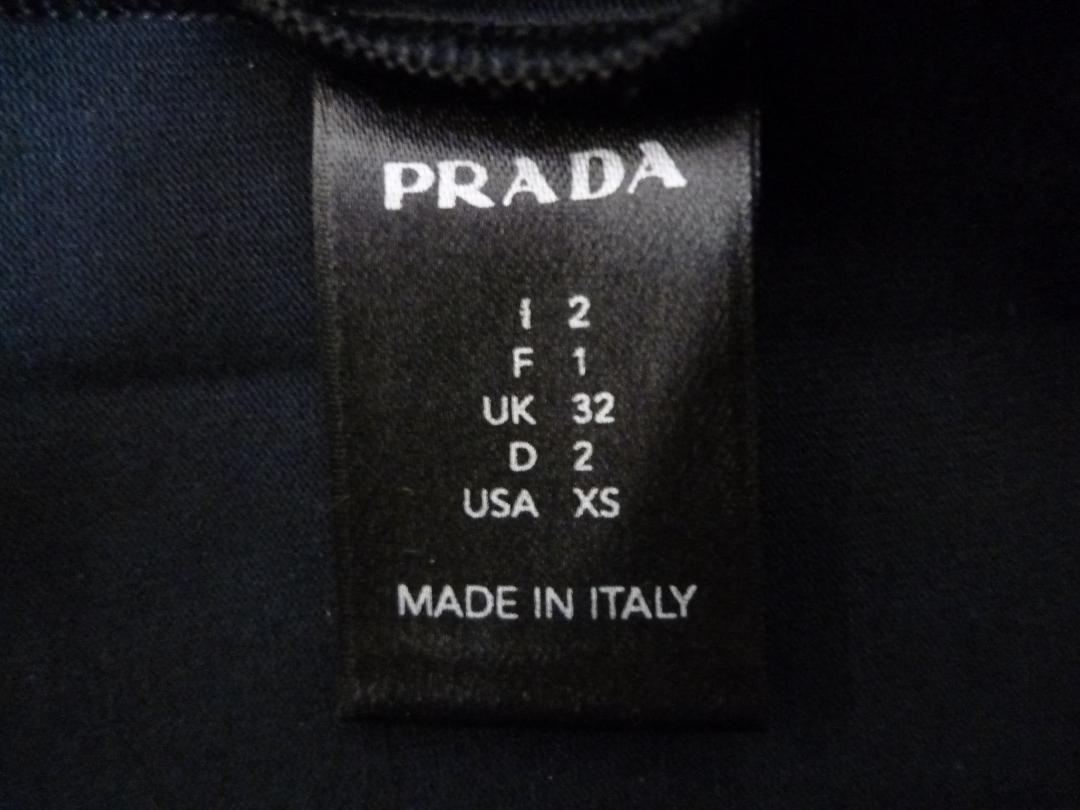 PRADA
I 2
F 1
UK 32
D 2
USA XS
MADE IN ITALY